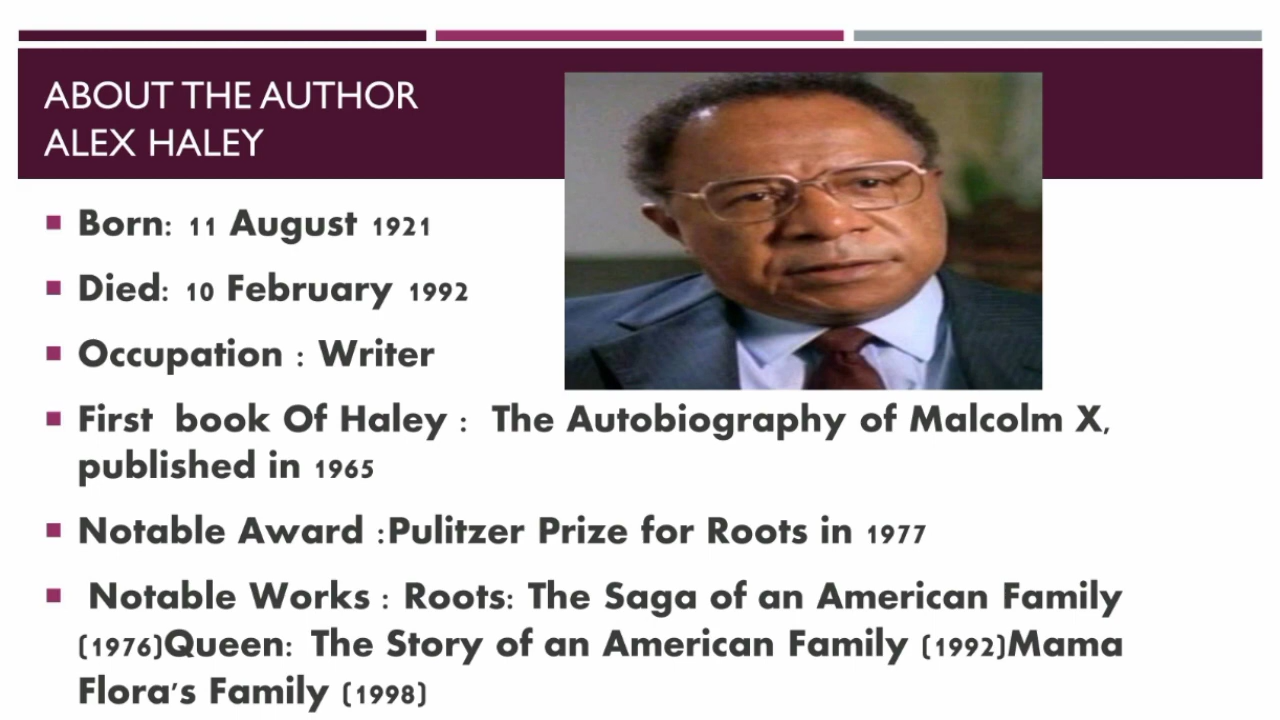 ABOUT THE AUTHOR
ALEX HALEY
Born: 11 August 1921
Died: 10 February 1992
Occupation : Writer
First book Of Haley : The Autobiography of Malcolm X,
published in 1965
Notable Award :Pulitzer Prize for Roots in 1977
Notable Works : Roots: The Saga of an American Family
(1976)Queen: The Story of an American Family (1992)Mama
Flora's Family (1998)